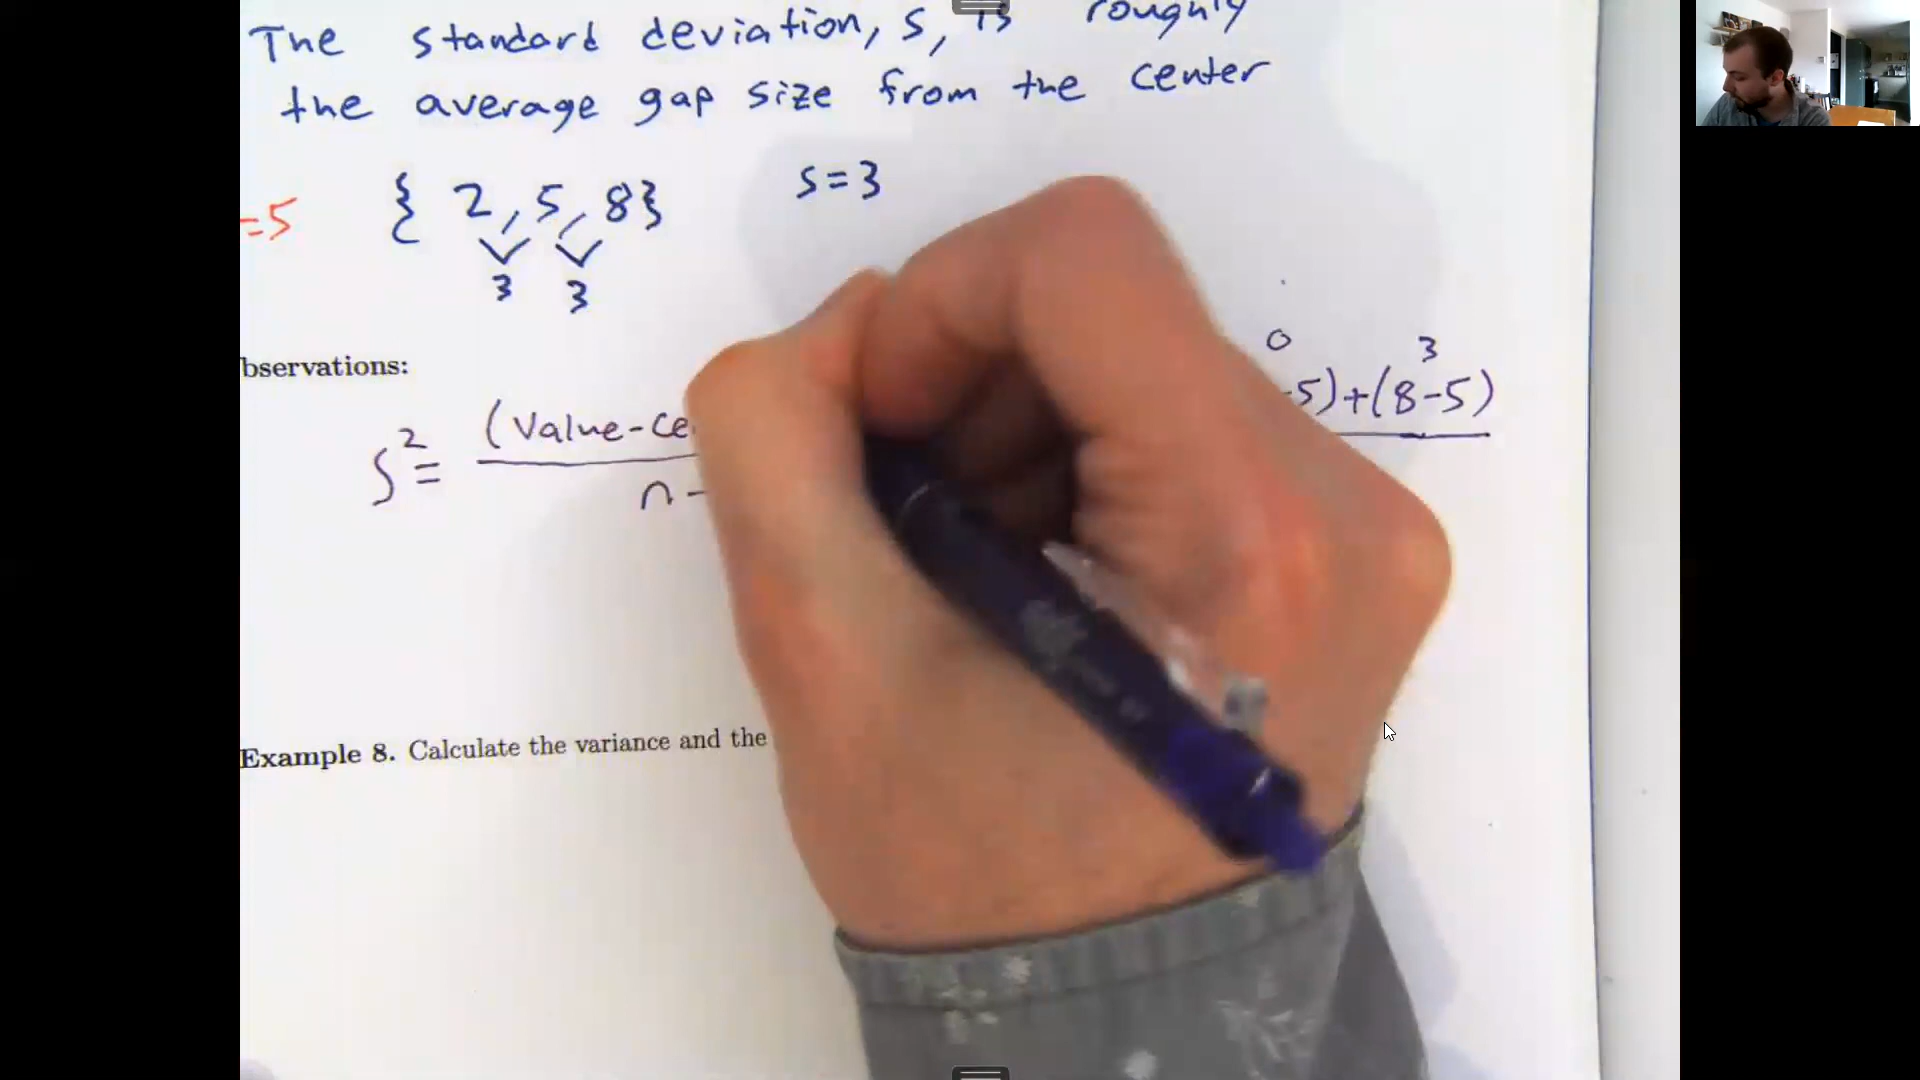 The standard deviation, s, is roughly
the average gap size from the center
=5 { 2, 5, 8} s=3
3 3
bservations:
0 3
S²= (Value-Ce -5)+(8-5)
n-
Example 8. Calculate the variance and the